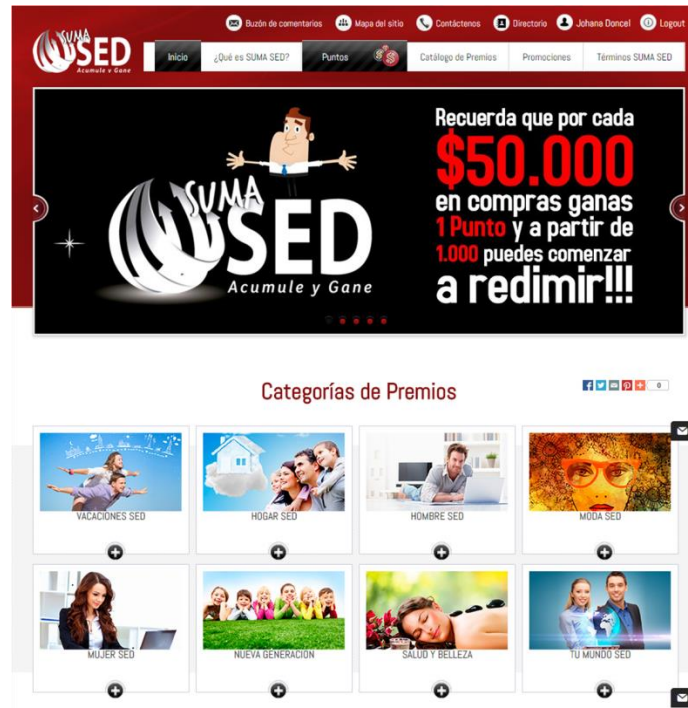 Buzón de comentarios
Mapa del sitio
Contáctenos
Directorio
Johana Doncel
Logout
SUMA
SED
Acumule y Gane
Inicio
¿Qué es SUMA SED?
Puntos
Catálogo de Premios
Promociones
Términos SUMA SED
SUMA
SED
Acumule y Gane
Recuerda que por cada
$50.000
en compras ganas
1 Punto y a partir de
1.000 puedes comenzar
a redimir!!!
Categorías de Premios
0
VACACIONES SED
HOGAR SED
HOMBRE SED
MODA SED
MUJER SED
NUEVA GENERACION
SALUD Y BELLEZA
TU MUNDO SED